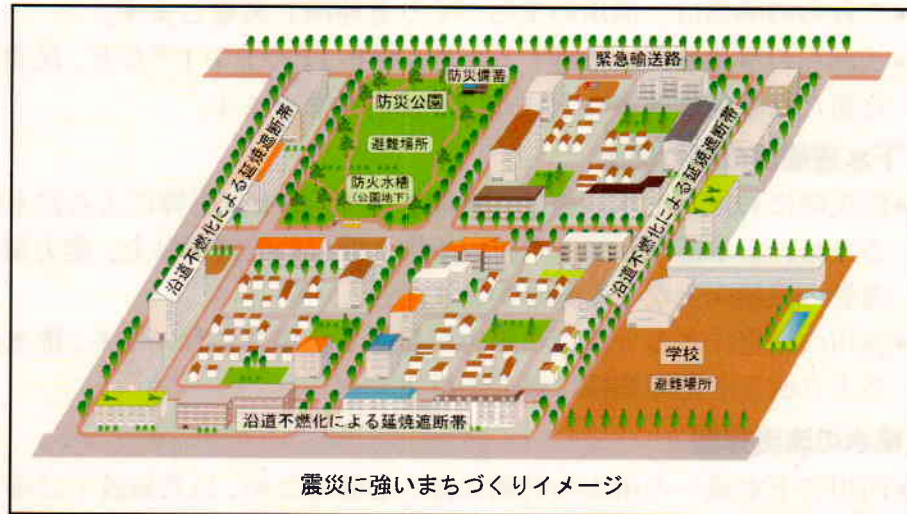 緊急輸送路
防災備蓄
防災公園
避難場所
防火水槽
(公園地下)
沿道不燃化による延焼遮断帯
沿道不燃化による延焼遮断帯
沿道不燃化による延焼遮断帯
学校
避難場所
震災に強いまちづくりイメージ